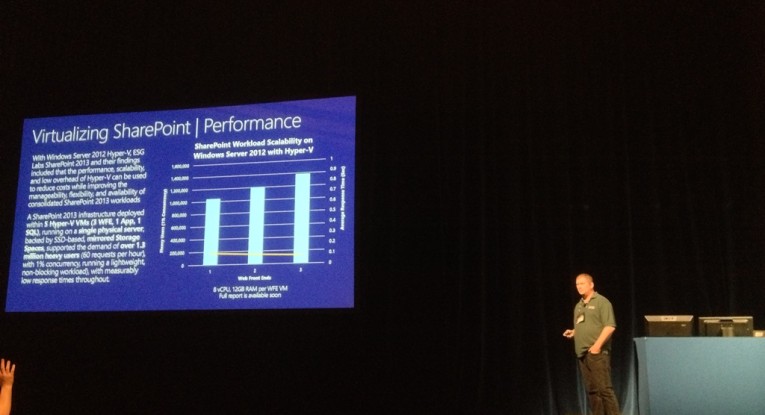 Virtualizing SharePoint | Performance
With Windows Server 2012 Hyper-V, ESG
Labs SharePoint 2013 and their findings
included that the performance, scalability,
and low overhead of Hyper-V can be used
to reduce costs while improving the
manageability, flexibility, and availability of
consolidated SharePoint 2013 workloads
A SharePoint 2013 infrastructure deployed
within 5 Hyper-V VMs (3 WFE, 1 App, 1
SQL), running on a single physical server,
backed by SSD-based, mirrored Storage
Spaces, supported the demand of over 1.3
million heavy users (60 requests per hour),
with 1% concurrency, running a lightweight,
non-blocking workload), with measurably
low response times throughout.
SharePoint Workload Scalability on
Windows Server 2012 with Hyper-V
Heavy Users (1% Concurrency)
1,600,000
1,400,000
1,200,000
1,000,000
800,000
600,000
400,000
200,000
1
0.9
0.8
0.7
0.6
0.5
0.4
0.3
0.2
0.1
0
Average Response Time
1 2 3
Web Front Ends
8 vCPU, 12GB RAM per WFE VM
Full report is available soon